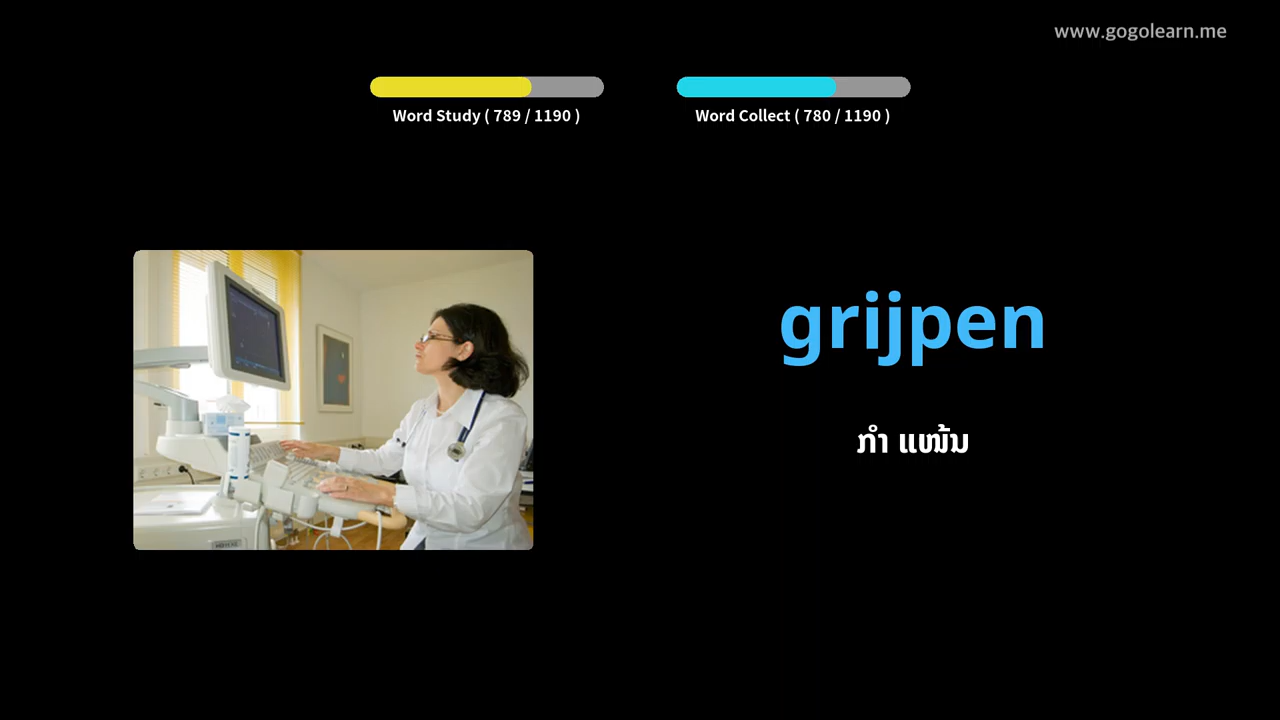 www.gogolearn.me
Word Study ( 789 / 1190 )
Word Collect ( 780 / 1190 )
grijpen
ກຳ ແໜ້ນ